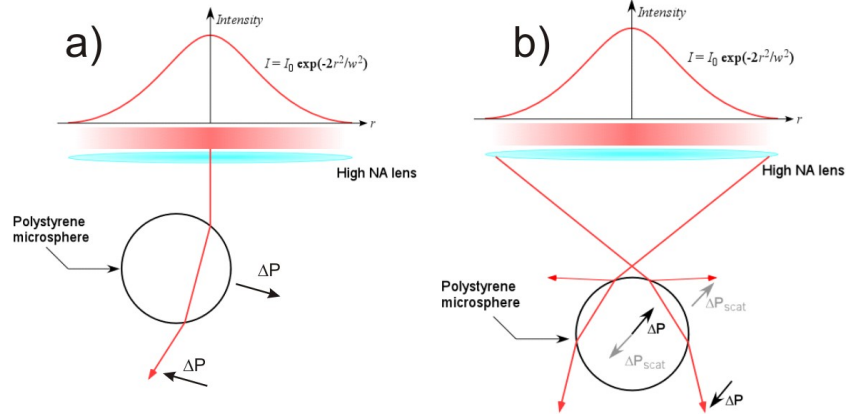 a)
Intensity
I = I₀ exp(-2r²/w²)
r
High NA lens
Polystyrene
microsphere
ΔP
ΔP
b)
Intensity
I = I₀ exp(-2r²/w²)
r
High NA lens
Polystyrene
microsphere
ΔP
ΔPscat
ΔPscat
ΔP